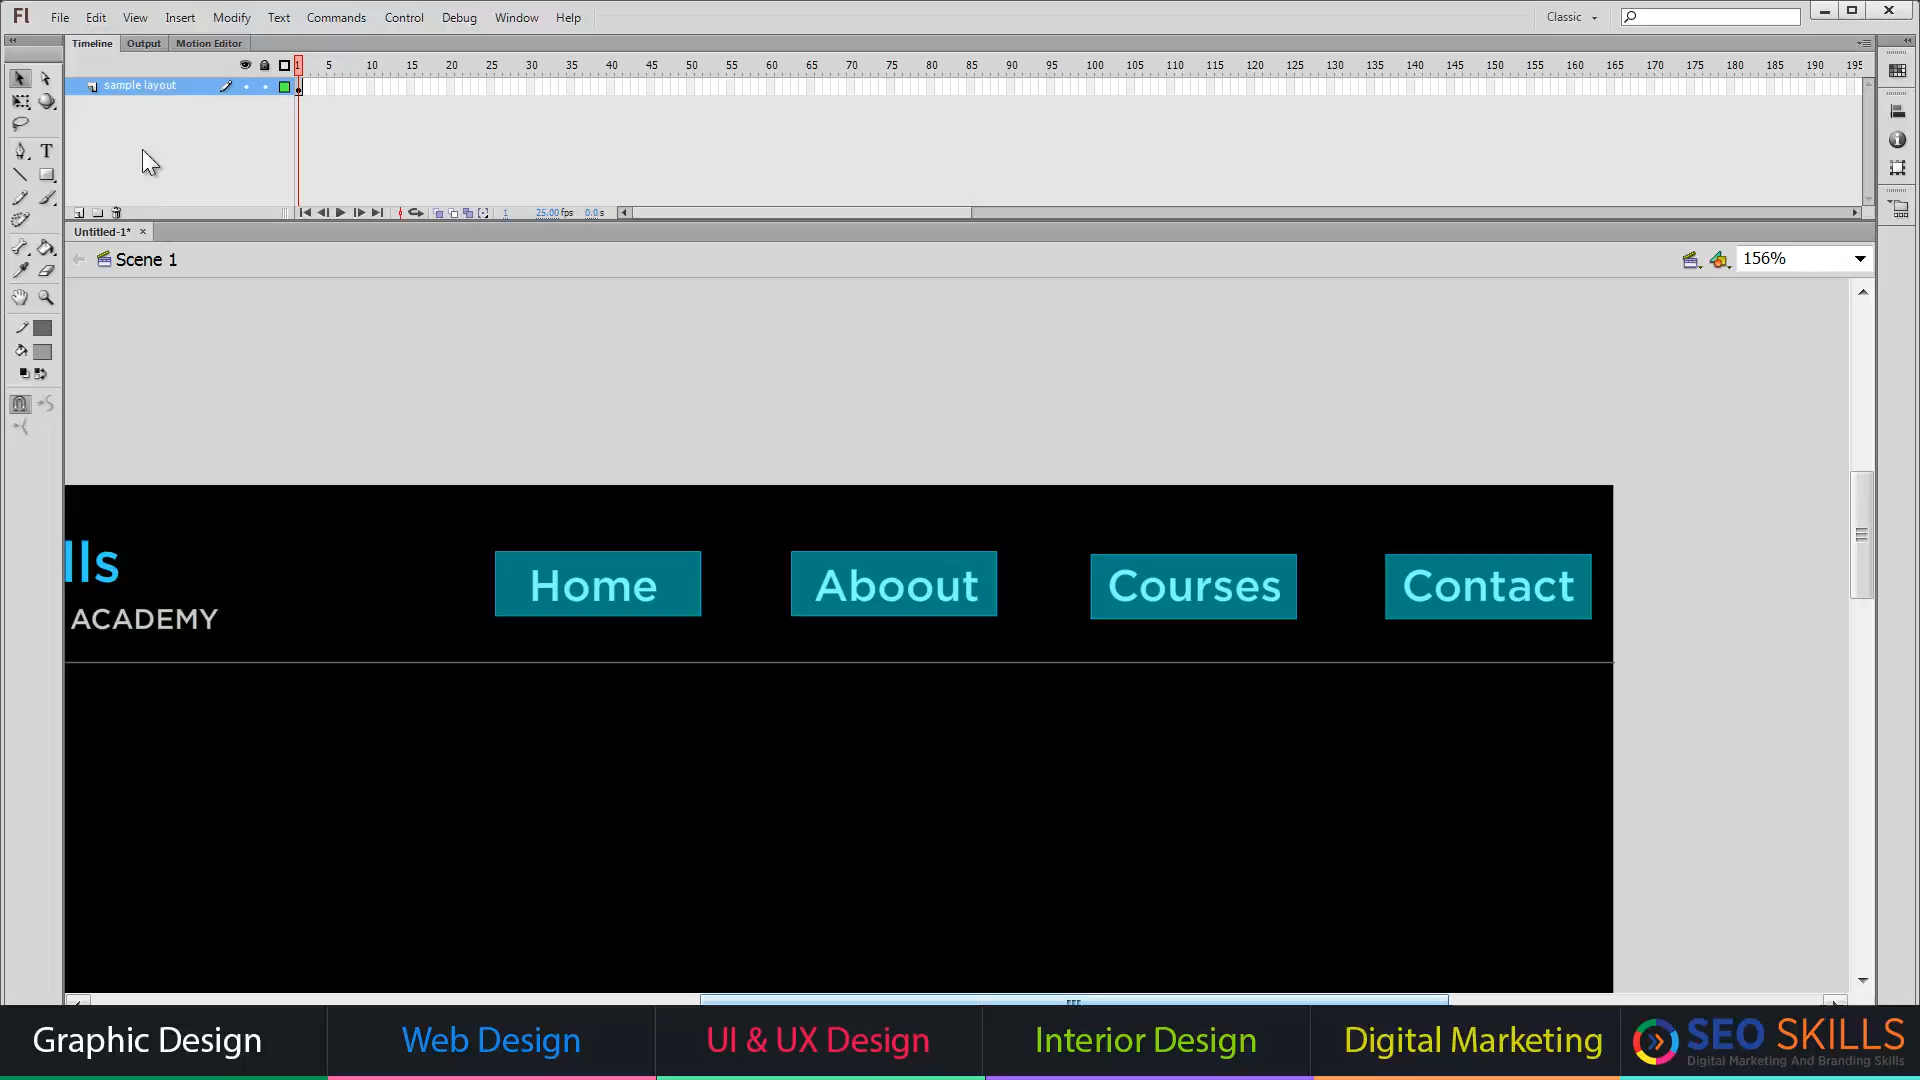 Fl File Edit View Insert Modify Text Commands Control Debug Window Help Classic
Timeline Output Motion Editor
1 5 10 15 20 25 30 35 40 45 50 55 60 65 70 75 80 85 90 95 100 105 110 115 120 125 130 135 140 145 150 155 160 165 170 175 180 185 190 195
sample layout
1 25.00 fps 0.0 s
Untitled-1*
Scene 1
156%
lls
ACADEMY
Home Aboout Courses Contact
Graphic Design Web Design UI & UX Design Interior Design Digital Marketing SEO SKILLS
Digital Marketing And Branding Skills